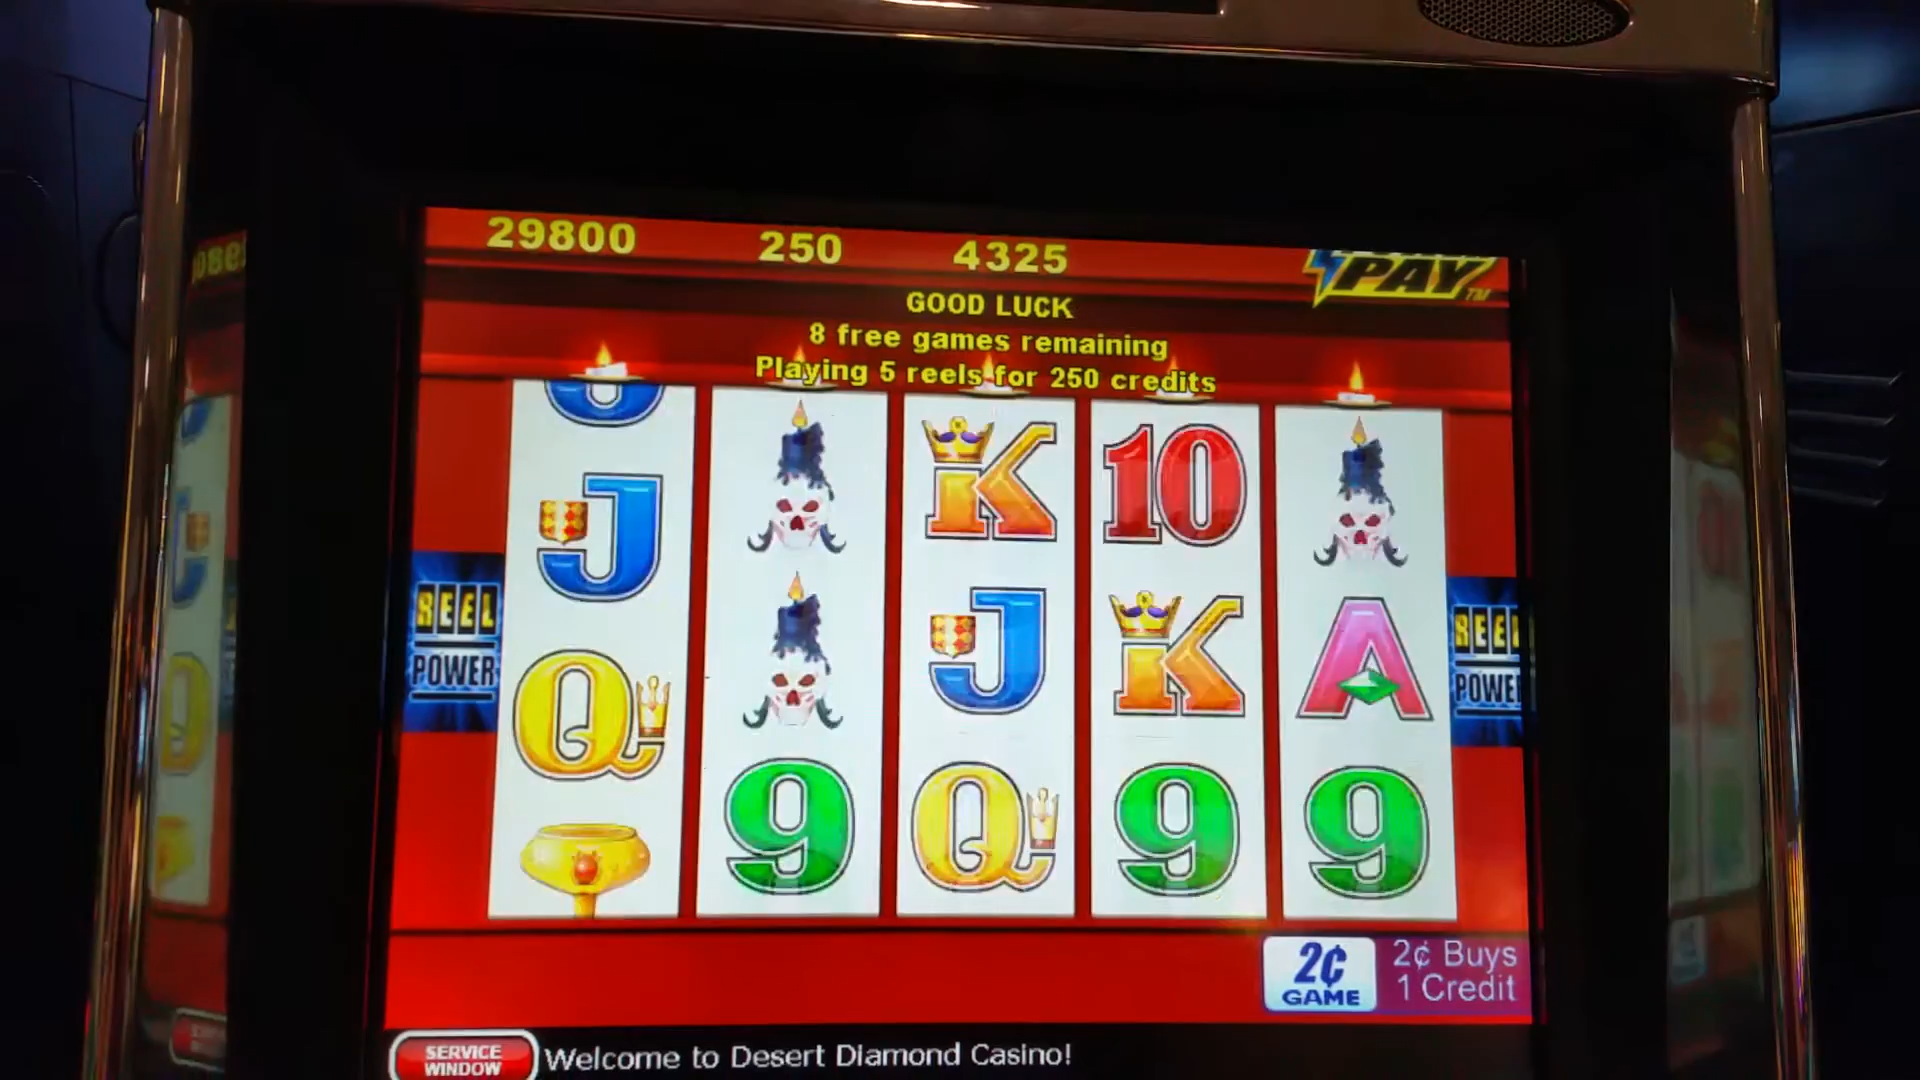 29800 250 4325
PAY™
GOOD LUCK
8 free games remaining
Playing 5 reels for 250 credits
J K 10
J J K A
Q 9 Q 9 9
REEL POWER
REEL POWER
2¢ GAME
2¢ Buys
1 Credit
SERVICE WINDOW
Welcome to Desert Diamond Casino!